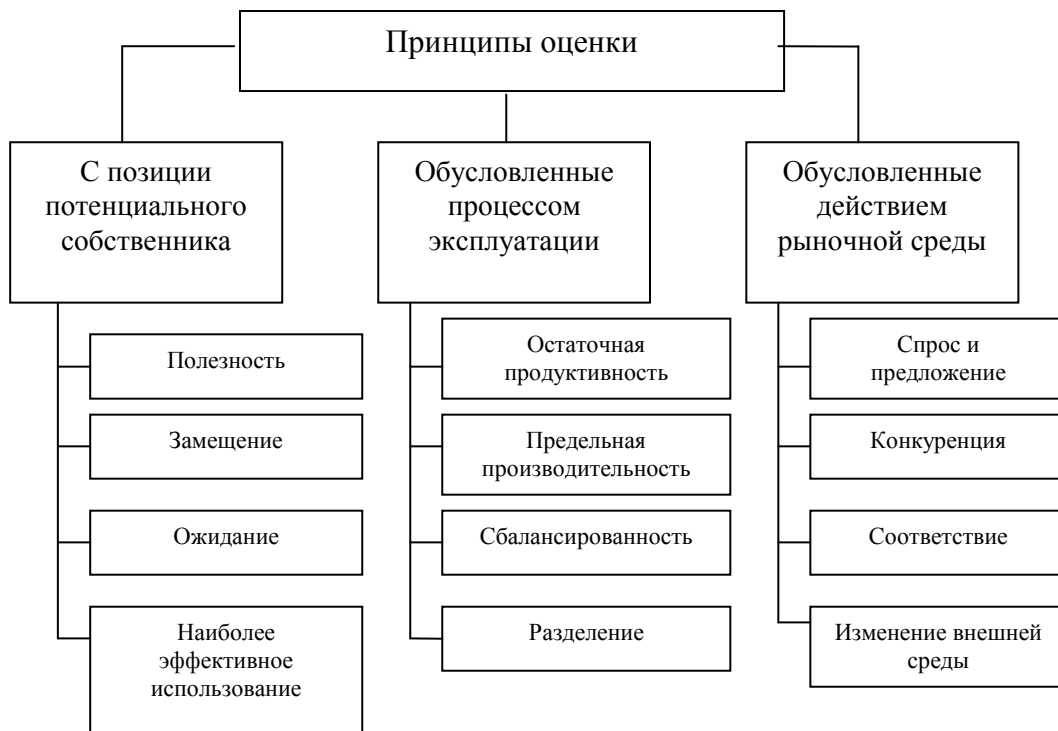 Принципы оценки
С позиции
потенциального
собственника
Полезность
Замещение
Ожидание
Наиболее
эффективное
использование
Обусловленные
процессом
эксплуатации
Остаточная
продуктивность
Предельная
производительность
Сбалансированность
Разделение
Обусловленные
действием
рыночной среды
Спрос и
предложение
Конкуренция
Соответствие
Изменение внешней
среды